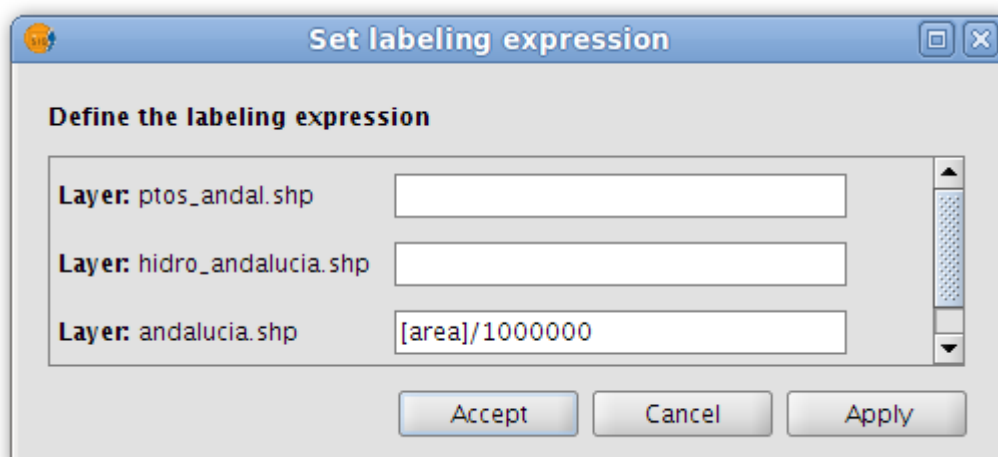 Set labeling expression
Define the labeling expression
Layer: ptos_andal.shp
Layer: hidro_andalucia.shp
Layer: andalucia.shp [area]/1000000
Accept Cancel Apply